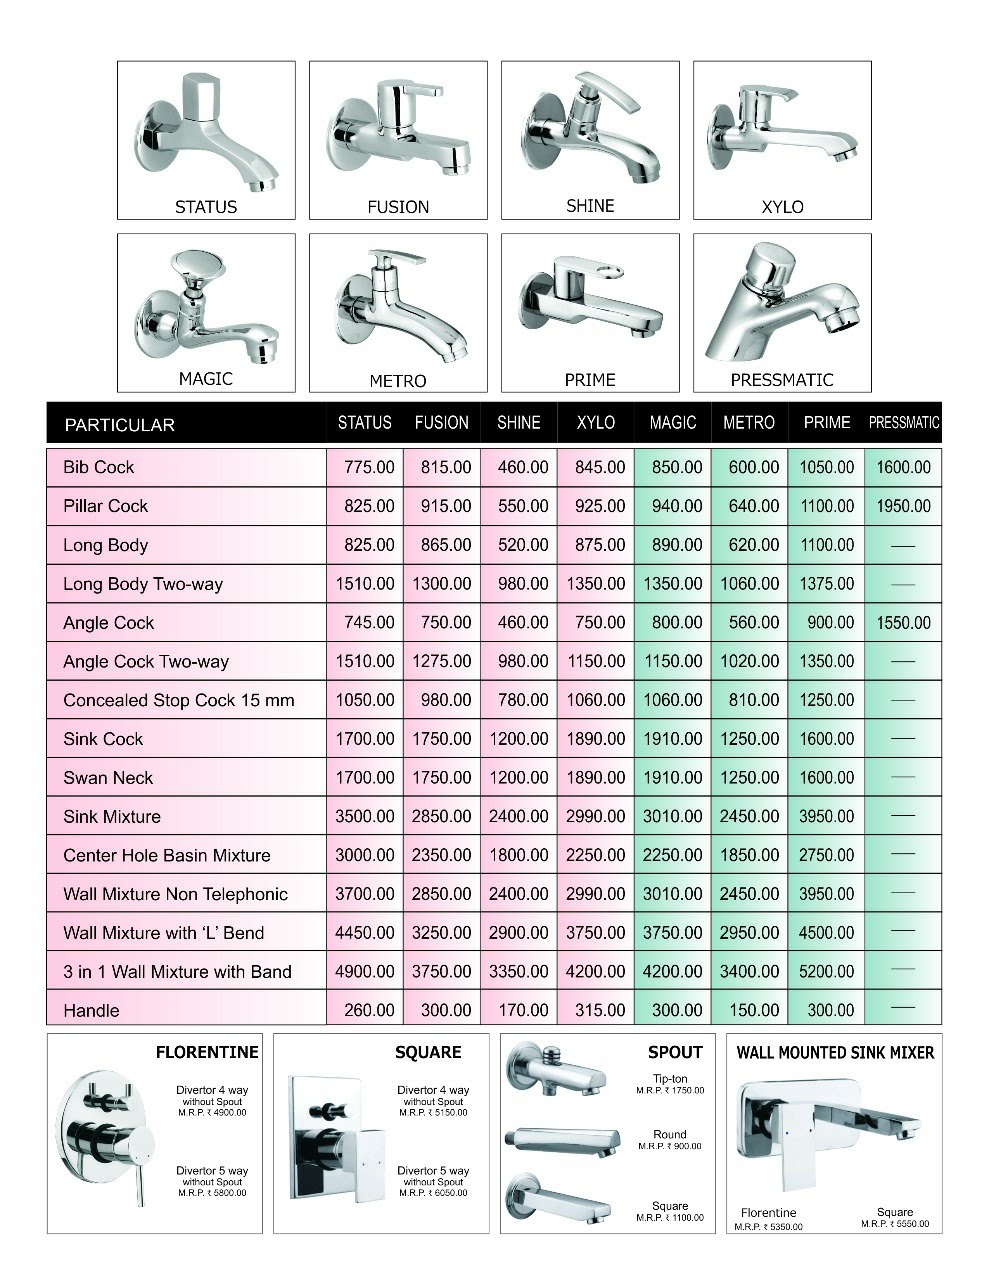 STATUS FUSION SHINE XYLO
MAGIC METRO PRIME PRESSMATIC
PARTICULAR STATUS FUSION SHINE XYLO MAGIC METRO PRIME PRESSMATIC
Bib Cock 775.00 815.00 460.00 845.00 850.00 600.00 1050.00 1600.00
Pillar Cock 825.00 915.00 550.00 925.00 940.00 640.00 1100.00 1950.00
Long Body 825.00 865.00 520.00 875.00 890.00 620.00 1100.00 —
Long Body Two-way 1510.00 1300.00 980.00 1350.00 1350.00 1060.00 1375.00 —
Angle Cock 745.00 750.00 460.00 750.00 800.00 560.00 900.00 1550.00
Angle Cock Two-way 1510.00 1275.00 980.00 1150.00 1150.00 1020.00 1350.00 —
Concealed Stop Cock 15 mm 1050.00 980.00 780.00 1060.00 1060.00 810.00 1250.00 —
Sink Cock 1700.00 1750.00 1200.00 1890.00 1910.00 1250.00 1600.00 —
Swan Neck 1700.00 1750.00 1200.00 1890.00 1910.00 1250.00 1600.00 —
Sink Mixture 3500.00 2850.00 2400.00 2990.00 3010.00 2450.00 3950.00 —
Center Hole Basin Mixture 3000.00 2350.00 1800.00 2250.00 2250.00 1850.00 2750.00 —
Wall Mixture Non Telephonic 3700.00 2850.00 2400.00 2990.00 3010.00 2450.00 3950.00 —
Wall Mixture with ‘L’ Bend 4450.00 3250.00 2900.00 3750.00 3750.00 2950.00 4500.00 —
3 in 1 Wall Mixture with Band 4900.00 3750.00 3350.00 4200.00 4200.00 3400.00 5200.00 —
Handle 260.00 300.00 170.00 315.00 300.00 150.00 300.00 —
FLORENTINE
Divertor 4 way
without Spout
M.R.P. ₹ 4900.00
Divertor 5 way
without Spout
M.R.P. ₹ 5800.00
SQUARE
Divertor 4 way
without Spout
M.R.P. ₹ 5150.00
Divertor 5 way
without Spout
M.R.P. ₹ 6050.00
SPOUT
Tip-ton
M.R.P. ₹ 1750.00
Round
M.R.P. ₹ 900.00
Square
M.R.P. ₹ 1100.00
WALL MOUNTED SINK MIXER
Florentine
M.R.P. ₹ 5350.00
Square
M.R.P. ₹ 5550.00